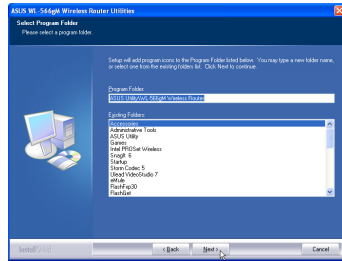 ASUS WL-566gM Wireless Router Utilities
Select Program Folder
Please select a program folder.
Setup will add program icons to the Program Folder listed below. You may type a new folder name, or select one from the existing folders list. Click Next to continue.
Program Folder:
ASUS Utility\WL-566gM Wireless Router
Existing Folders:
Accessories
Administrative Tools
ASUS Utility
Games
Intel PROSet Wireless
SnagIt 6
Startup
Storm Codec 5
Ulead VideoStudio 7
eMule
FlashFxp30
FlashGet
InstallShield
< Back
Next >
Cancel